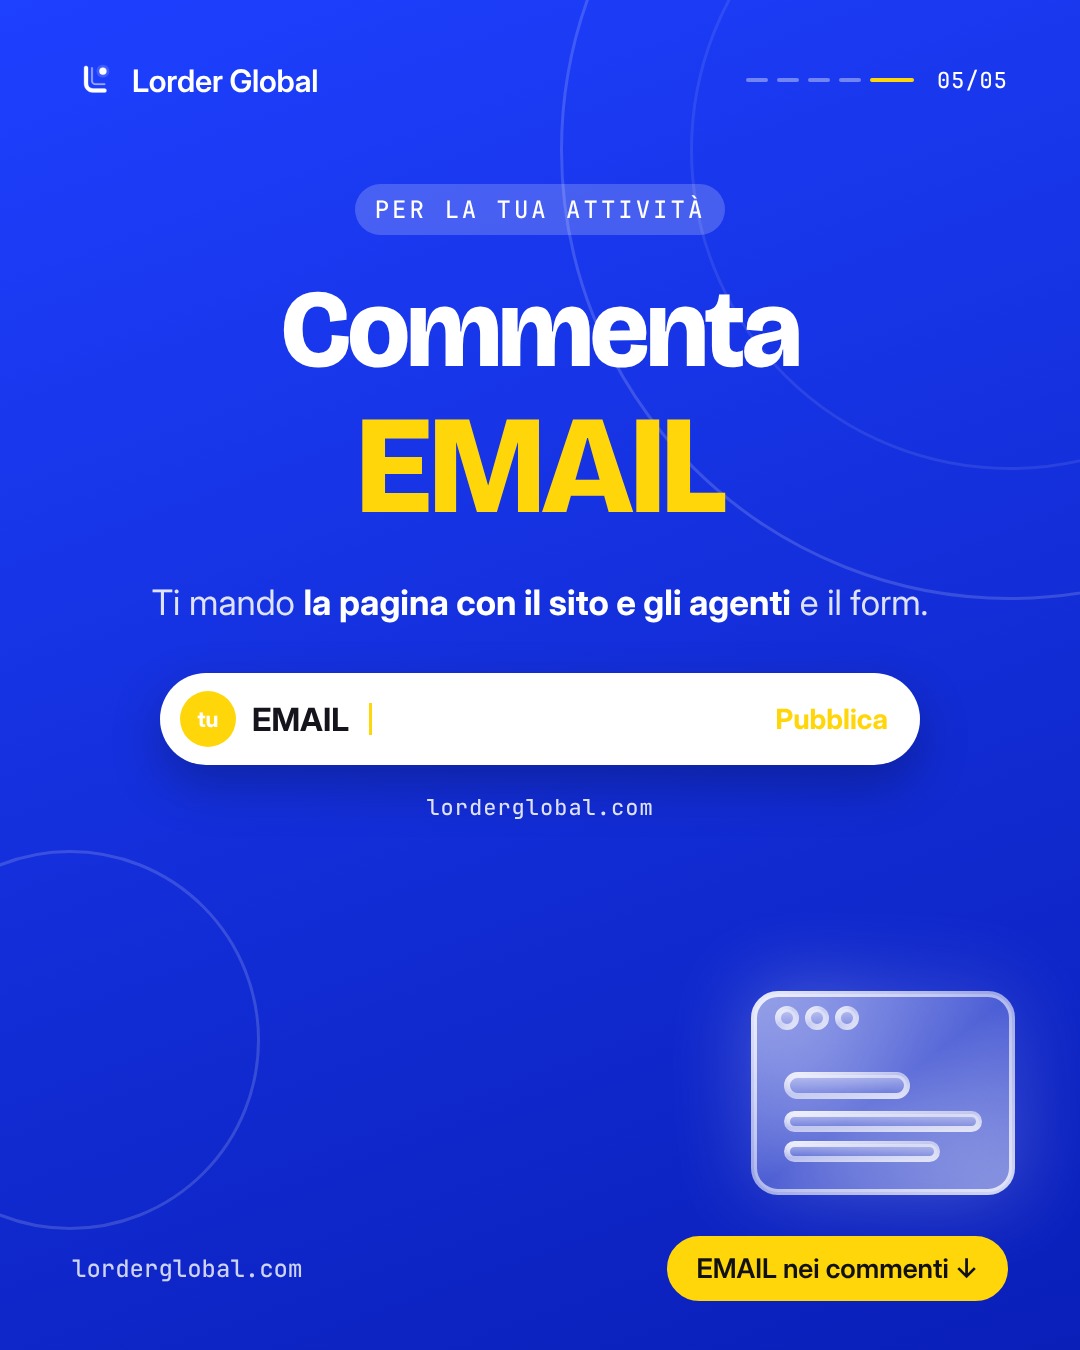 Lorder Global
05/05
PER LA TUA ATTIVITÀ
Commenta
EMAIL
Ti mando la pagina con il sito e gli agenti e il form.
tu EMAIL Pubblica
lorderglobal.com
lorderglobal.com
EMAIL nei commenti ↓